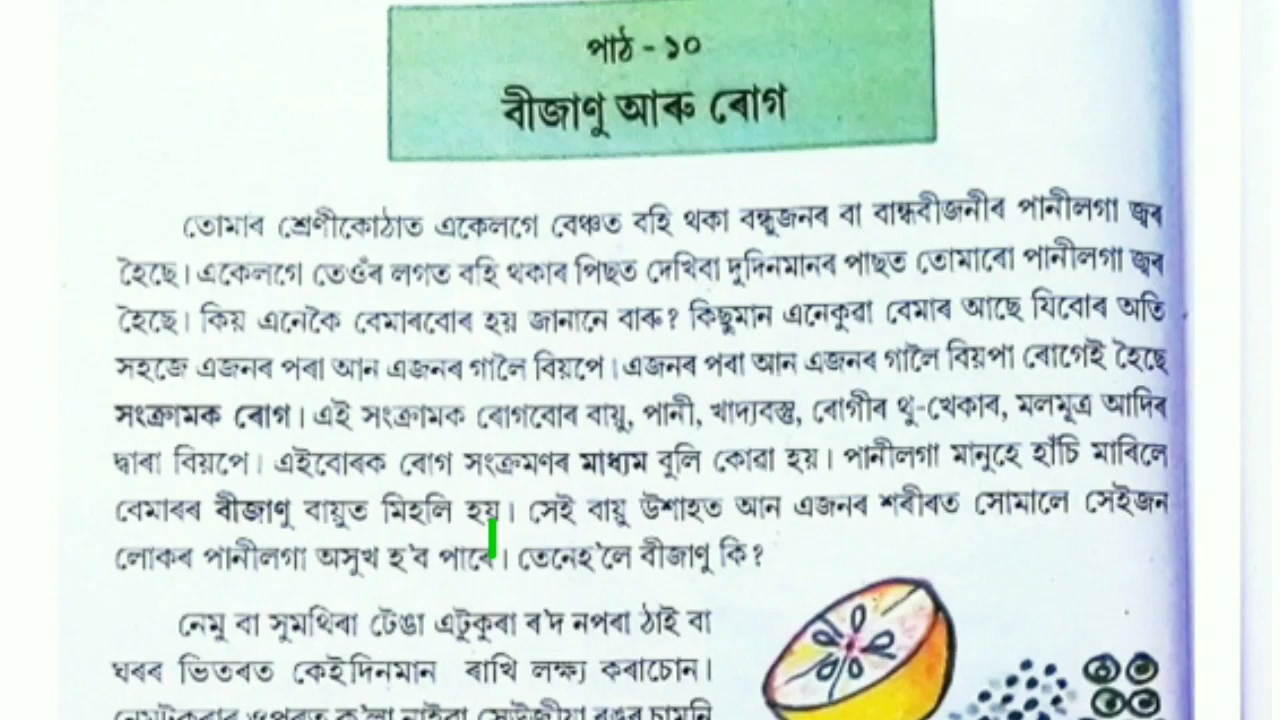 পাঠ - ১০
বীজাণু আৰু ৰোগ
তোমাৰ শ্ৰেণীকোঠাত একেলগে বেঞ্চত বহি থকা বন্ধুজনৰ বা বান্ধবীজনীৰ পানীলগা জ্বৰ
হৈছে। একেলগে তেওঁৰ লগত বহি থকাৰ পিছত দেখিবা দুদিনমানৰ পাছত তোমাৰো পানীলগা জ্বৰ
হৈছে। কিয় এনেকৈ বেমাৰবোৰ হয় জানানে বাৰু? কিছুমান এনেকুৱা বেমাৰ আছে যিবোৰ অতি
সহজে এজনৰ পৰা আন এজনৰ গালৈ বিয়পে। এজনৰ পৰা আন এজনৰ গালৈ বিয়পা ৰোগেই হৈছে
সংক্ৰামক ৰোগ। এই সংক্ৰামক ৰোগবোৰ বায়ু, পানী, খাদ্যবস্তু, ৰোগীৰ থু-খেকাৰ, মলমূত্ৰ আদিৰ
দ্বাৰা বিয়পে। এইবোৰক ৰোগ সংক্ৰমণৰ মাধ্যম বুলি কোৱা হয়। পানীলগা মানুহে হাঁচি মাৰিলে
বেমাৰৰ বীজাণু বায়ুত মিহলি হয়। সেই বায়ু উশাহত আন এজনৰ শৰীৰত সোমালে সেইজন
লোকৰ পানীলগা অসুখ হ'ব পাৰে। তেনেহ'লে বীজাণু কি?
নেমু বা সুমথিৰা টেঙা এটুকুৰা ৰ'দ নপৰা ঠাই বা
ঘৰৰ ভিতৰত কেইদিনমান ৰাখি লক্ষ্য কৰাচোন।